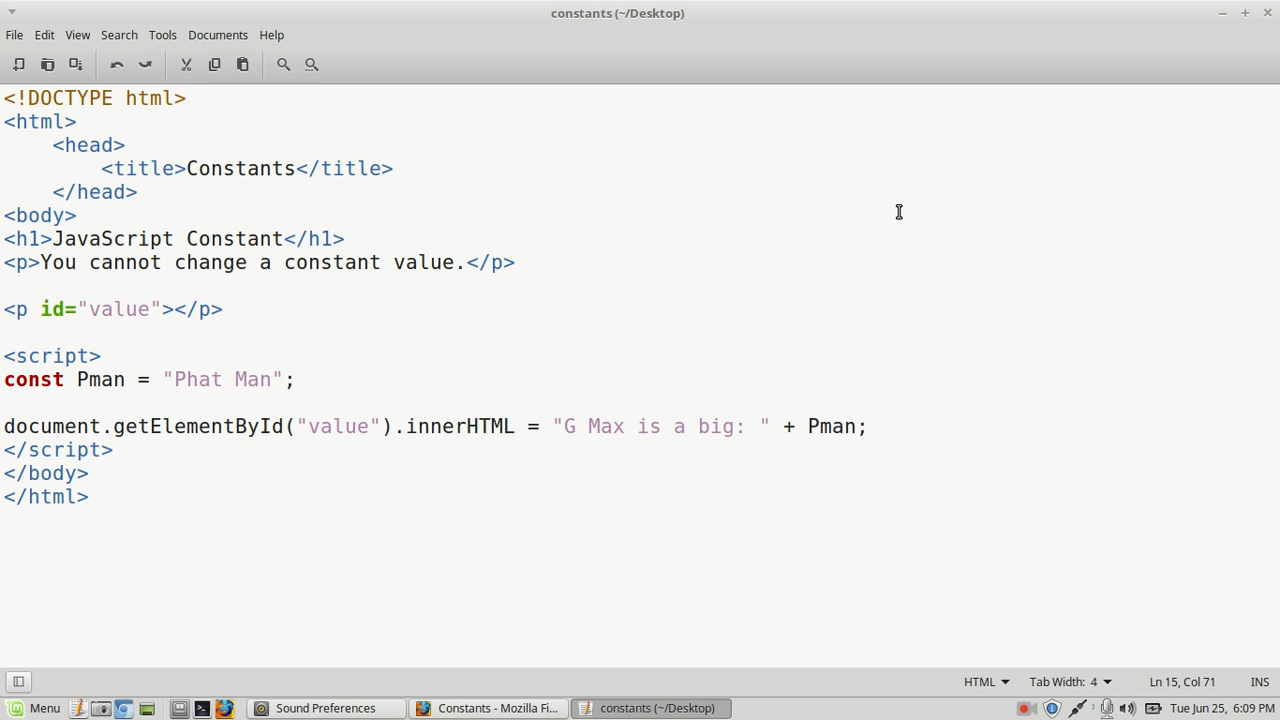 constants (~/Desktop)
File Edit View Search Tools Documents Help
<!DOCTYPE html>
<html>
    <head>
        <title>Constants</title>
    </head>
<body>
<h1>JavaScript Constant</h1>
<p>You cannot change a constant value.</p>
<p id="value"></p>
<script>
const Pman = "Phat Man";
document.getElementById("value").innerHTML = "G Max is a big: " + Pman;
</script>
</body>
</html>
HTML Tab Width: 4 Ln 15, Col 71 INS
Menu Sound Preferences Constants - Mozilla Fi... constants (~/Desktop) Tue Jun 25, 6:09 PM